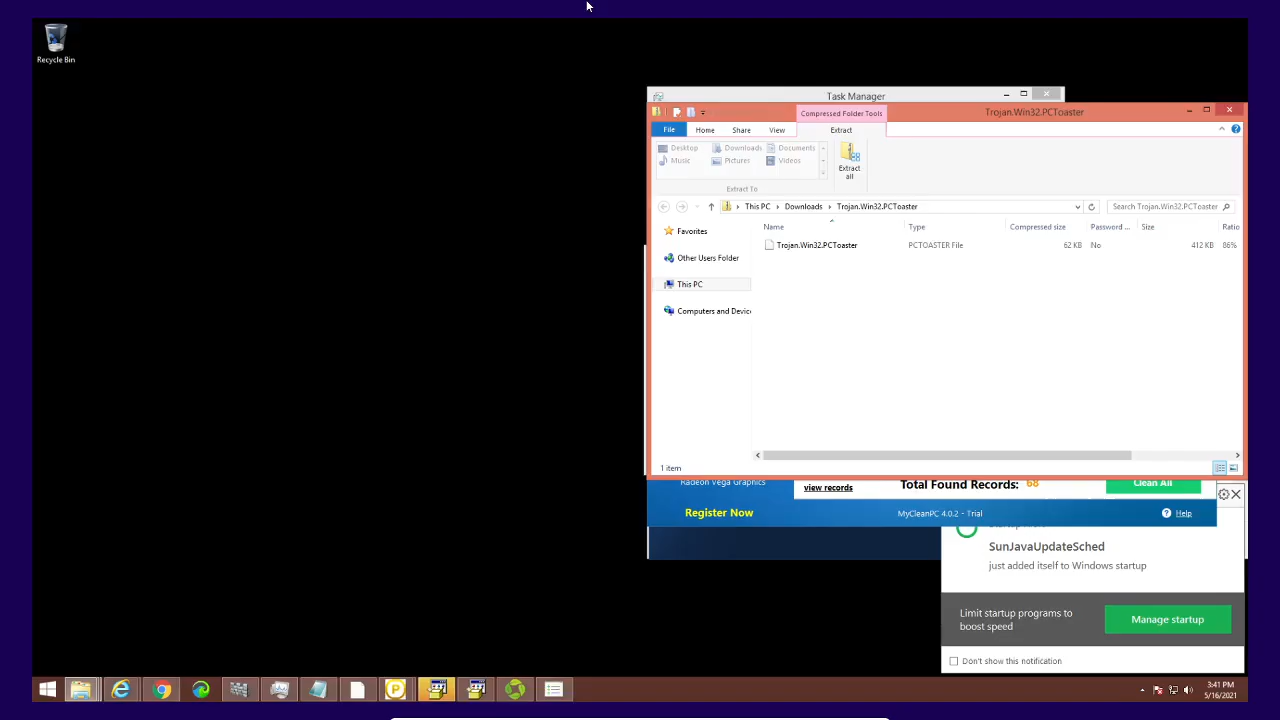 Recycle Bin
Task Manager
Compressed Folder Tools
Trojan.Win32.PCToaster
File
Home
Share
View
Extract
Desktop
Downloads
Documents
Music
Pictures
Videos
Extract all
Extract To
This PC
Downloads
Trojan.Win32.PCToaster
Search Trojan.Win32.PCToaster
Name
Type
Compressed size
Password ...
Size
Ratio
Trojan.Win32.PCToaster
PCTOASTER File
62 KB
No
412 KB
86%
Favorites
Other Users Folder
This PC
Computers and Device
1 item
Radeon Vega Graphics
view records
Total Found Records: 68
Clean All
Register Now
MyCleanPC 4.0.2 - Trial
Help
SunJavaUpdateSched
just added itself to Windows startup
Limit startup programs to
boost speed
Manage startup
Don't show this notification
3:41 PM
5/16/2021